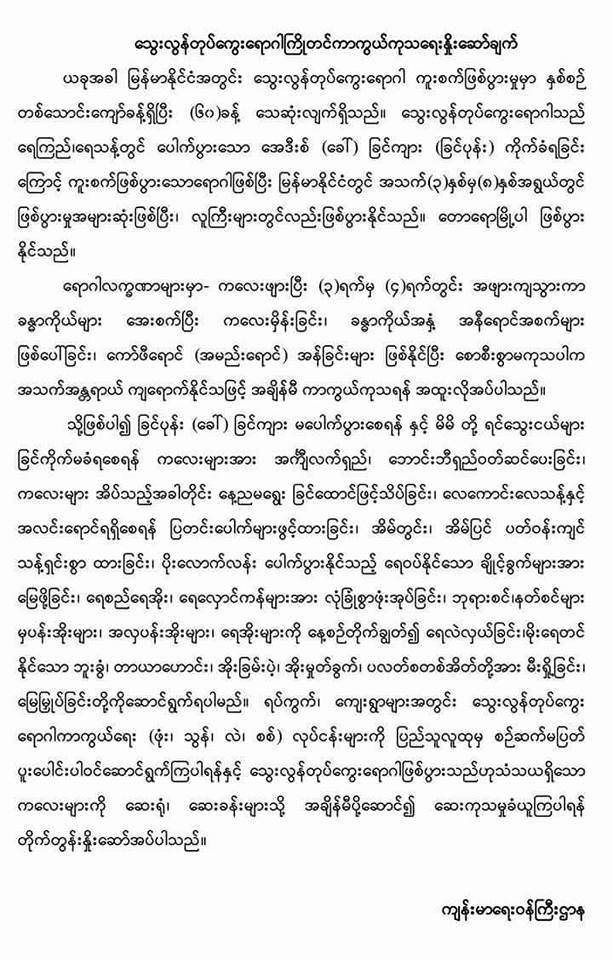 သွေးလွန်တုပ်ကွေးရောဂါကြိုတင်ကာကွယ်ကုသရေးနှိုးဆော်ချက်
ယခုအခါ မြန်မာနိုင်ငံအတွင်း သွေးလွန်တုပ်ကွေးရောဂါ ကူးစက်ဖြစ်ပွားမှုမှာ နှစ်စဉ်
တစ်သောင်းကျော်ခန့်ရှိပြီး (၆၀)ခန့် သေဆုံးလျက်ရှိသည်။ သွေးလွန်တုပ်ကွေးရောဂါသည်
ရေကြည်၊ရေသန့်တွင် ပေါက်ပွားသော အေဒီးစ် (ခေါ်) ခြင်ကျား (ခြင်ပုန်း) ကိုက်ခံရခြင်း
ကြောင့် ကူးစက်ဖြစ်ပွားသောရောဂါဖြစ်ပြီး မြန်မာနိုင်ငံတွင် အသက်(၃)နှစ်မှ(၈)နှစ်အရွယ်တွင်
ဖြစ်ပွားမှုအများဆုံးဖြစ်ပြီး၊ လူကြီးများတွင်လည်းဖြစ်ပွားနိုင်သည်။ တောရောမြို့ပါ ဖြစ်ပွား
နိုင်သည်။
ရောဂါလက္ခဏာများမှာ- ကလေးဖျားပြီး (၃)ရက်မှ (၄)ရက်တွင်း အဖျားကျသွားကာ
ခန္ဓာကိုယ်များ အေးစက်ပြီး ကလေးမှိန်းခြင်း၊ ခန္ဓာကိုယ်အနှံ့ အနီရောင်အစက်များ
ဖြစ်ပေါ်ခြင်း၊ ကော်ဖီရောင် (အမည်းရောင်) အန်ခြင်းများ ဖြစ်နိုင်ပြီး စောစီးစွာမကုသပါက
အသက်အန္တရာယ် ကျရောက်နိုင်သဖြင့် အချိန်မီ ကာကွယ်ကုသရန် အထူးလိုအပ်ပါသည်။
သို့ဖြစ်ပါ၍ ခြင်ပုန်း (ခေါ်) ခြင်ကျား မပေါက်ပွားစေရန် နှင့် မိမိ တို့ ရင်သွေးငယ်များ
ခြင်ကိုက်မခံရစေရန် ကလေးများအား အင်္ကျီလက်ရှည်၊ ဘောင်းဘီရှည်ဝတ်ဆင်ပေးခြင်း၊
ကလေးများ အိပ်သည့်အခါတိုင်း နေ့ညမရွေး ခြင်ထောင်ဖြင့်သိပ်ခြင်း၊ လေကောင်းလေသန့်နှင့်
အလင်းရောင်ရရှိစေရန် ပြတင်းပေါက်များဖွင့်ထားခြင်း၊ အိမ်တွင်း၊ အိမ်ပြင် ပတ်ဝန်းကျင်
သန့်ရှင်းစွာ ထားခြင်း၊ ပိုးလောက်လန်း ပေါက်ပွားနိုင်သည့် ရေဝပ်နိုင်သော ချိုင့်ခွက်များအား
မြေဖို့ခြင်း၊ ရေစည်ရေအိုး၊ ရေလှောင်ကန်များအား လုံခြုံစွာဖုံးအုပ်ခြင်း၊ ဘုရားစင်၊နတ်စင်များ
မှပန်းအိုးများ၊ အလှပန်းအိုးများ၊ ရေအိုးများကို နေ့စဉ်တိုက်ချွတ်၍ ရေလဲလှယ်ခြင်း၊မိုးရေတင်
နိုင်သော ဘူးခွံ၊ တာယာဟောင်း၊ အိုးခြမ်းပဲ့၊ အိုးမှုတ်ခွက်၊ ပလတ်စတစ်အိတ်တို့အား မီးရှို့ခြင်း၊
မြေမြှုပ်ခြင်းတို့ကိုဆောင်ရွက်ရပါမည်။ ရပ်ကွက်၊ ကျေးရွာများအတွင်း သွေးလွန်တုပ်ကွေး
ရောဂါကာကွယ်ရေး (ဖုံး၊ သွန်၊ လဲ၊ စစ်) လုပ်ငန်းများကို ပြည်သူလူထုမှ စဉ်ဆက်မပြတ်
ပူးပေါင်းပါဝင်ဆောင်ရွက်ကြပါရန်နှင့် သွေးလွန်တုပ်ကွေးရောဂါဖြစ်ပွားသည်ဟုသံသယရှိသော
ကလေးများကို ဆေးရုံ၊ ဆေးခန်းများသို့ အချိန်မီပို့ဆောင်၍ ဆေးကုသမှုခံယူကြပါရန်
တိုက်တွန်းနှိုးဆော်အပ်ပါသည်။
ကျန်းမာရေးဝန်ကြီးဌာန